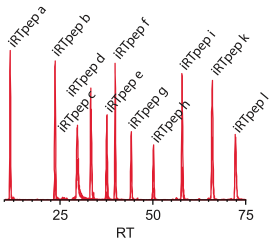 iRTpep a
iRTpep b
iRTpep c
iRTpep d
iRTpep e
iRTpep f
iRTpep g
iRTpep h
iRTpep i
iRTpep k
iRTpep l
25 50 75
RT